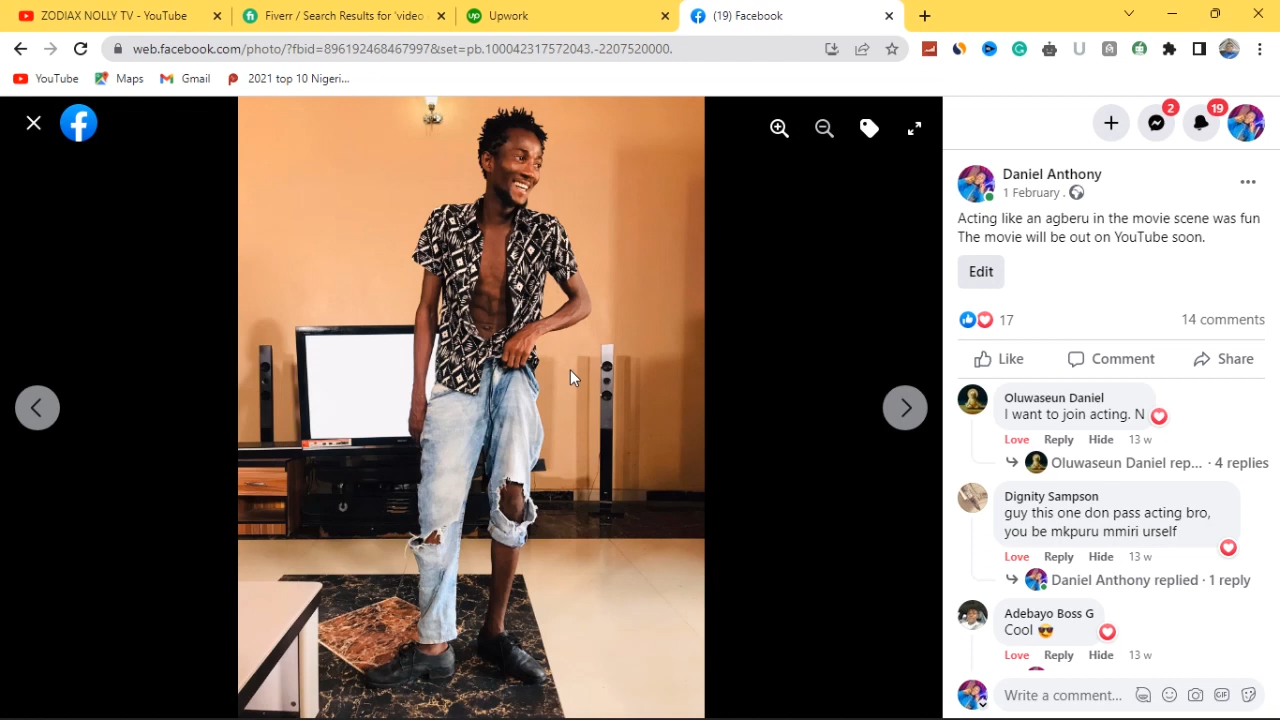 ZODIAX NOLLY TV - YouTube
Fiverr / Search Results for 'video
up Upwork
(19) Facebook
web.facebook.com/photo/?fbid=896192468467997&set=pb.100042317572043.-2207520000.
YouTube
Maps
Gmail
2021 top 10 Nigeri...
2
19
Daniel Anthony
1 February .
Acting like an agberu in the movie scene was fun
The movie will be out on YouTube soon.
Edit
17
14 comments
Like
Comment
Share
Oluwaseun Daniel
I want to join acting. N
Love Reply Hide 13 w
Oluwaseun Daniel rep... · 4 replies
Dignity Sampson
guy this one don pass acting bro,
you be mkpuru mmiri urself
Love Reply Hide 13 w
Daniel Anthony replied · 1 reply
Adebayo Boss G
Cool 😎
Love Reply Hide 13 w
Write a comment...
GIF